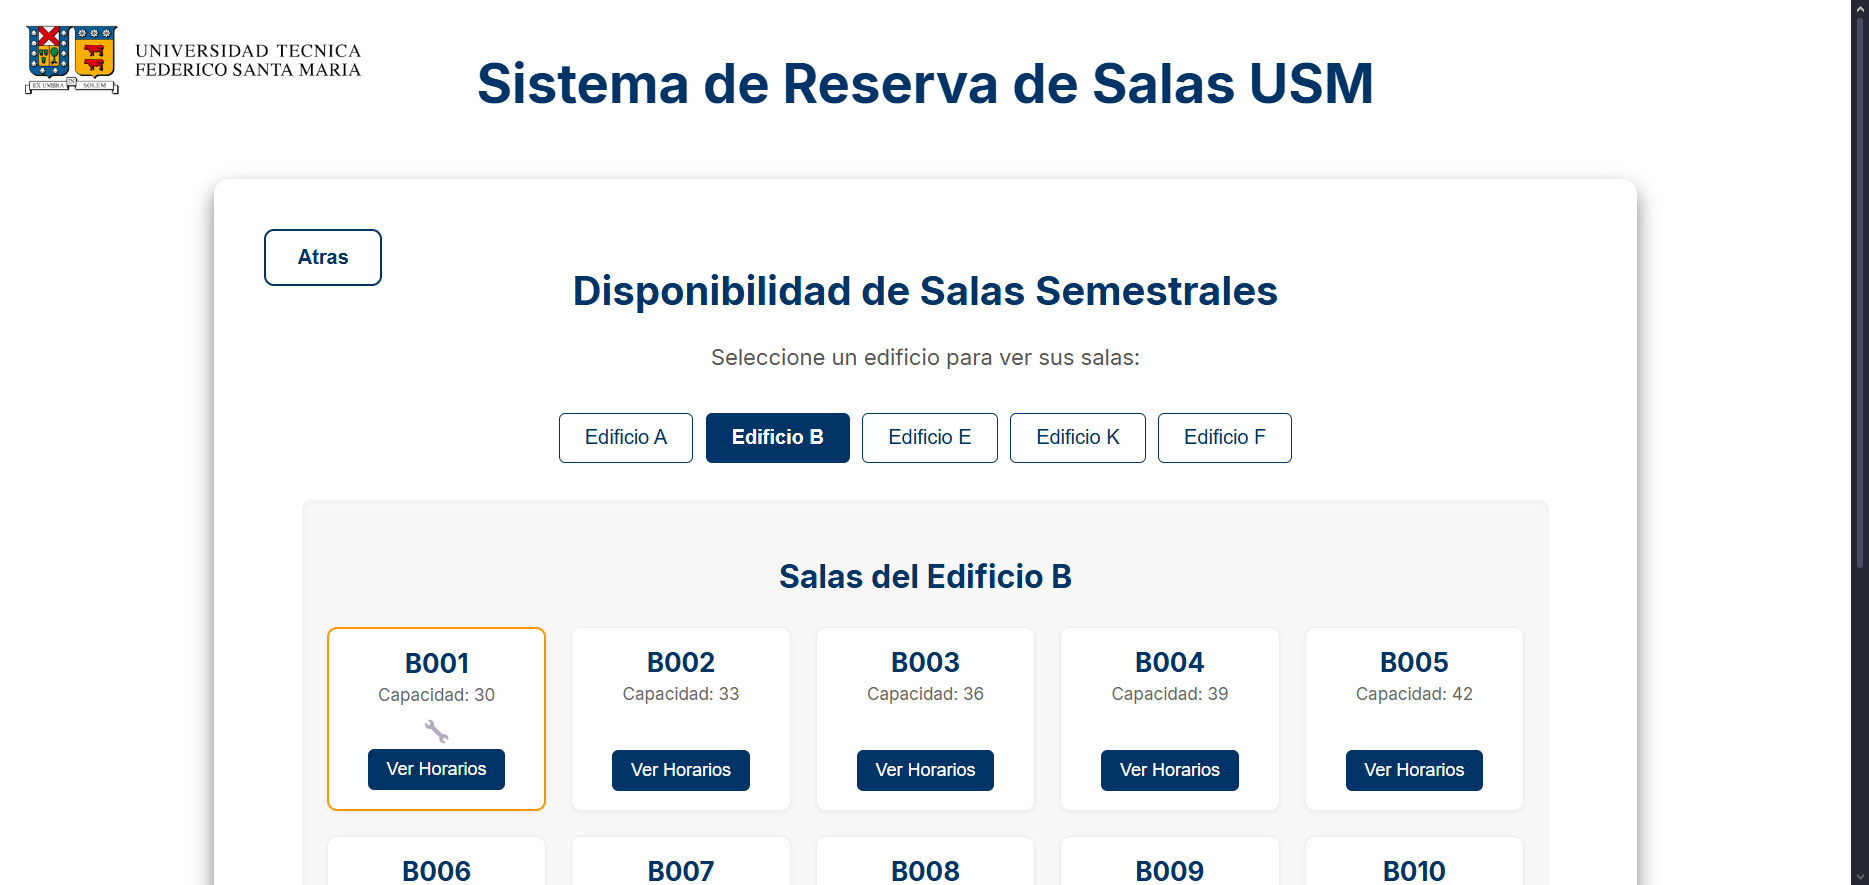 EX UMBRA IN SOLEM
UNIVERSIDAD TECNICA
FEDERICO SANTA MARIA
Sistema de Reserva de Salas USM
Atras
Disponibilidad de Salas Semestrales
Seleccione un edificio para ver sus salas:
Edificio A Edificio B Edificio E Edificio K Edificio F
Salas del Edificio B
B001 B002 B003 B004 B005
Capacidad: 30 Capacidad: 33 Capacidad: 36 Capacidad: 39 Capacidad: 42
Ver Horarios Ver Horarios Ver Horarios Ver Horarios Ver Horarios
B006 B007 B008 B009 B010